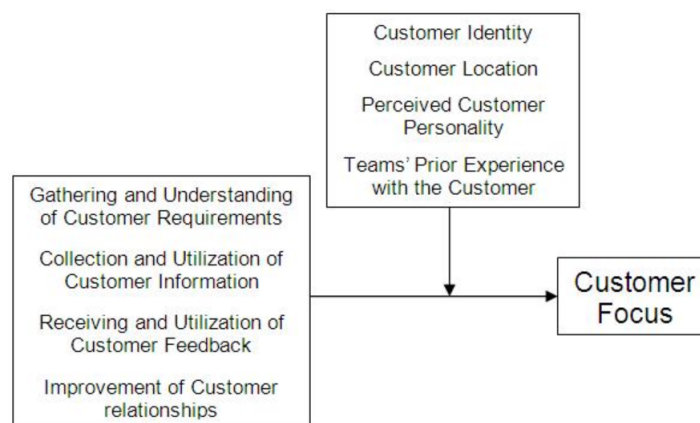 Customer Identity
Customer Location
Perceived Customer
Personality
Teams' Prior Experience
with the Customer
Gathering and Understanding
of Customer Requirements
Collection and Utilization of
Customer Information
Receiving and Utilization of
Customer Feedback
Improvement of Customer
relationships
Customer
Focus